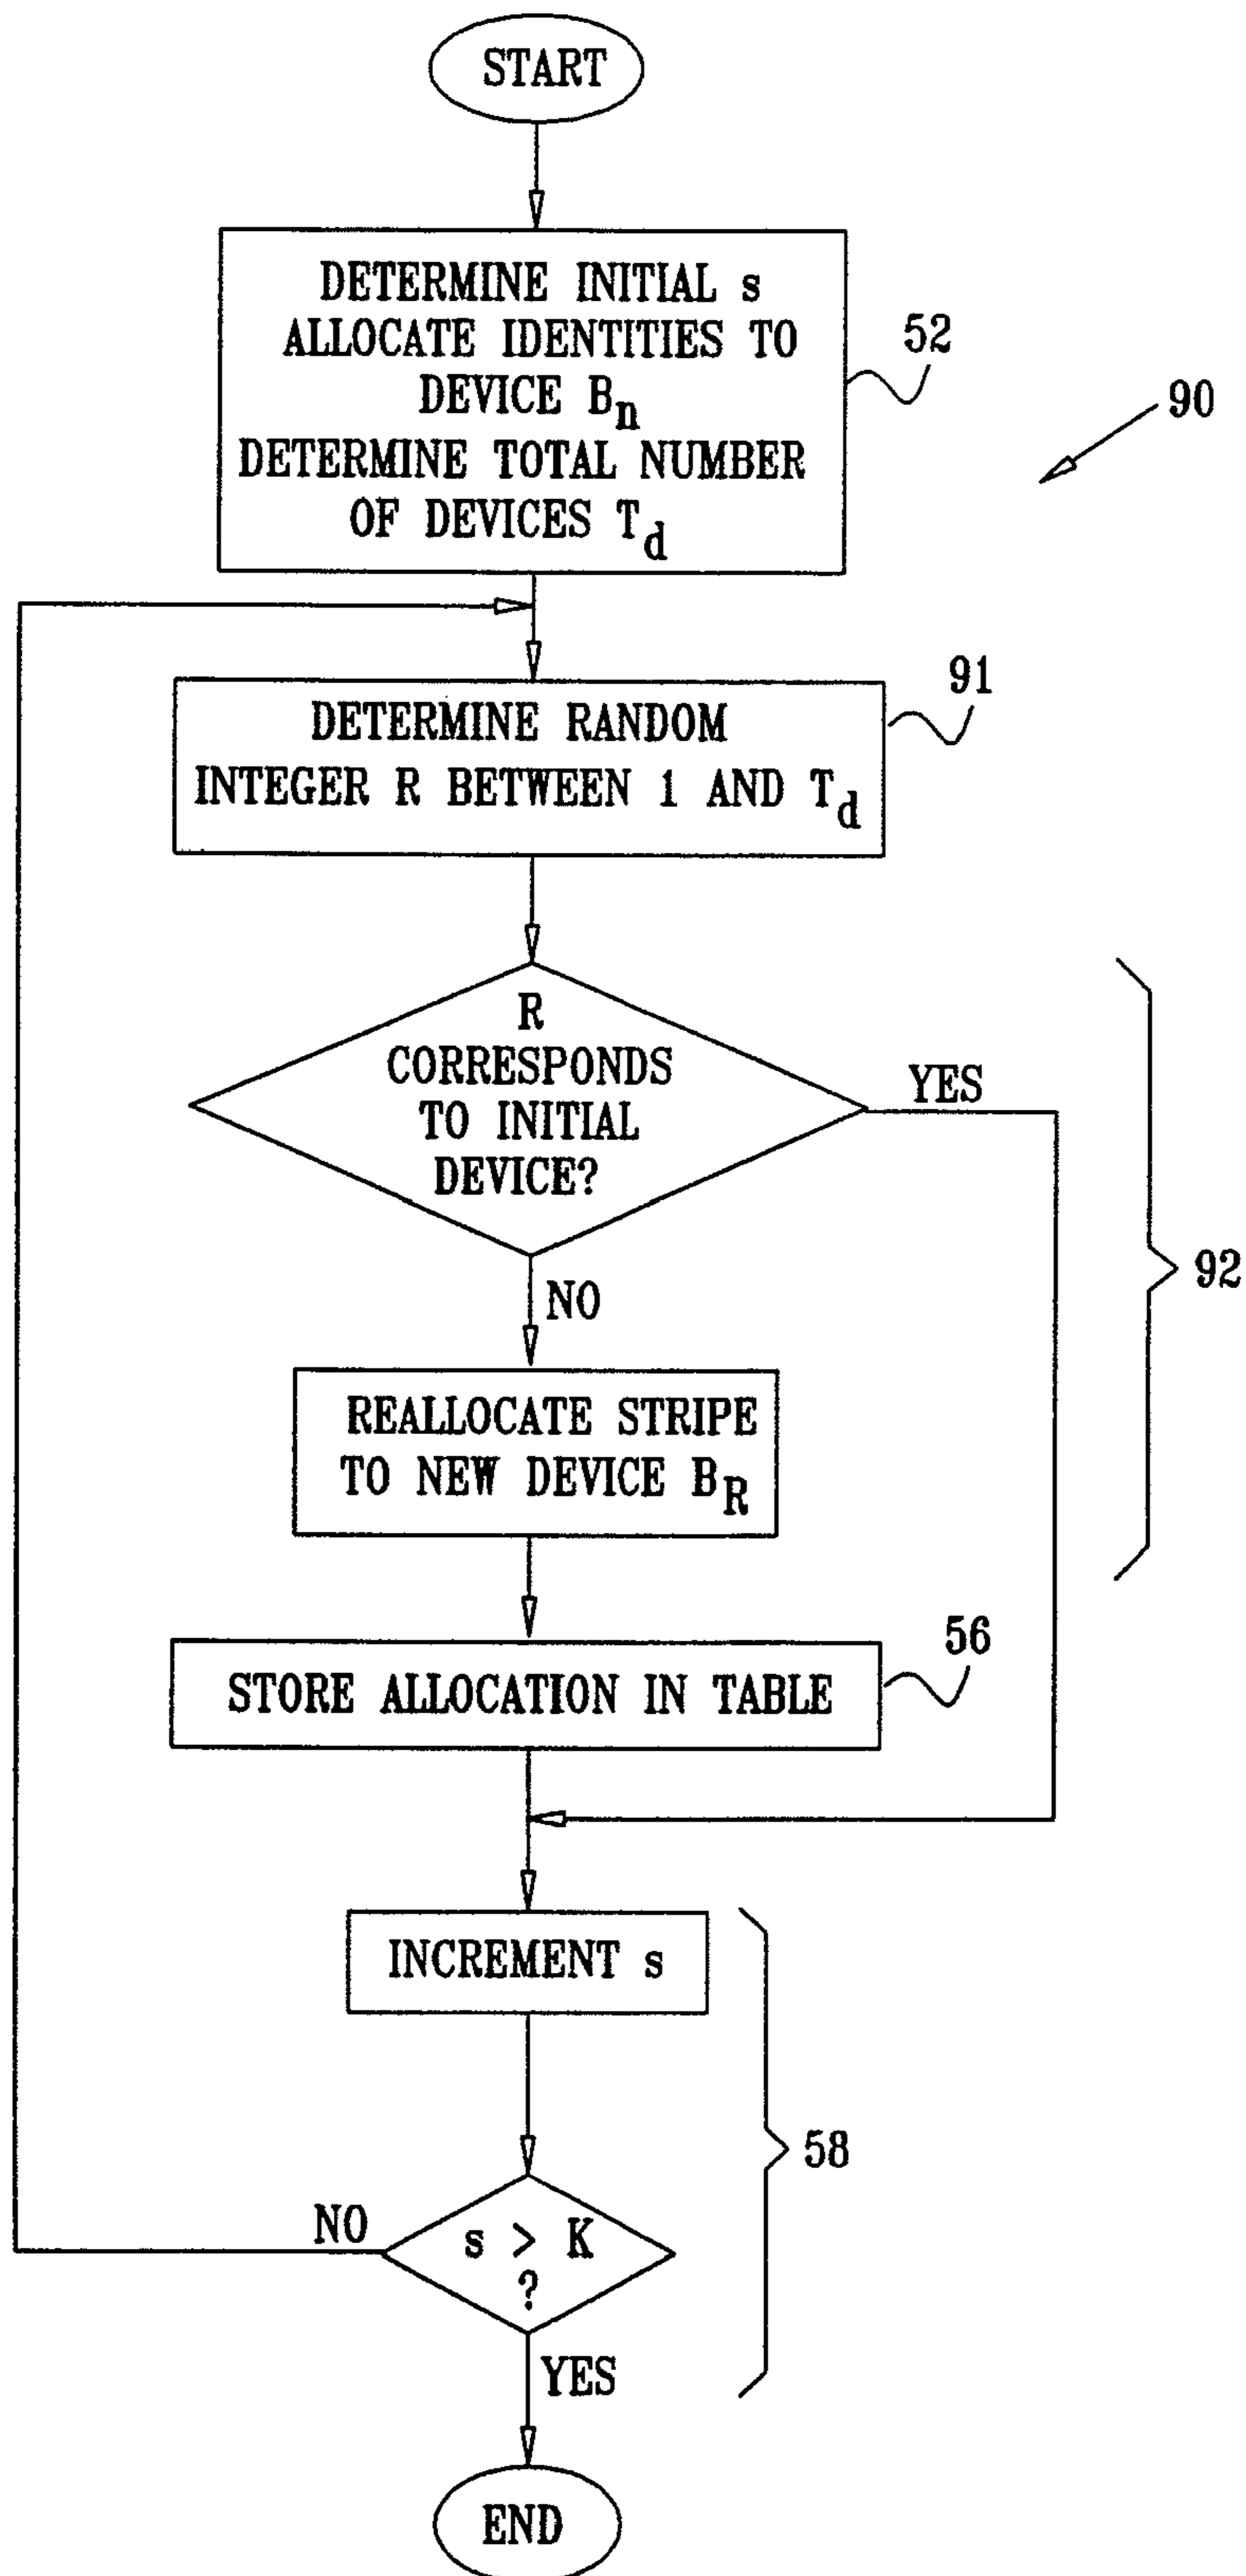 START
DETERMINE INITIAL s
ALLOCATE IDENTITIES TO
DEVICE Bn
DETERMINE TOTAL NUMBER
OF DEVICES Td
52
90
91
DETERMINE RANDOM
INTEGER R BETWEEN 1 AND Td
R
CORRESPONDS
TO INITIAL
DEVICE?
YES
92
NO
REALLOCATE STRIPE
TO NEW DEVICE BR
56
STORE ALLOCATION IN TABLE
INCREMENT s
58
NO
s > K
?
YES
END